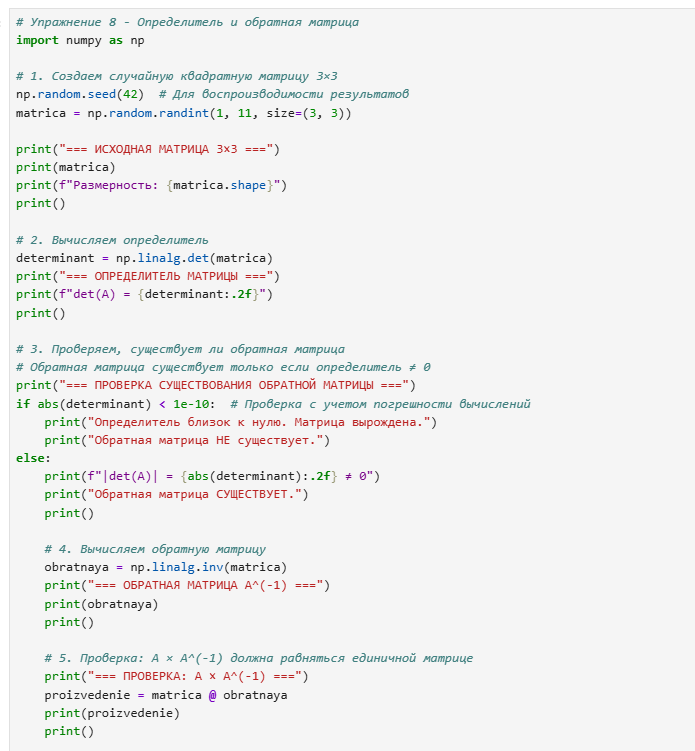 # Упражнение 8 - Определитель и обратная матрица
import numpy as np

# 1. Создаем случайную квадратную матрицу 3×3
np.random.seed(42)  # Для воспроизводимости результатов
matrica = np.random.randint(1, 11, size=(3, 3))

print("=== ИСХОДНАЯ МАТРИЦА 3×3 ===")
print(matrica)
print(f"Размерность: {matrica.shape}")
print()

# 2. Вычисляем определитель
determinant = np.linalg.det(matrica)
print("=== ОПРЕДЕЛИТЕЛЬ МАТРИЦЫ ===")
print(f"det(A) = {determinant:.2f}")
print()

# 3. Проверяем, существует ли обратная матрица
# Обратная матрица существует только если определитель ≠ 0
print("=== ПРОВЕРКА СУЩЕСТВОВАНИЯ ОБРАТНОЙ МАТРИЦЫ ===")
if abs(determinant) < 1e-10:  # Проверка с учетом погрешности вычислений
    print("Определитель близок к нулю. Матрица вырождена.")
    print("Обратная матрица НЕ существует.")
else:
    print(f"|det(A)| = {abs(determinant):.2f} ≠ 0")
    print("Обратная матрица СУЩЕСТВУЕТ.")
    print()

    # 4. Вычисляем обратную матрицу
    obratnaya = np.linalg.inv(matrica)
    print("=== ОБРАТНАЯ МАТРИЦА A^(-1) ===")
    print(obratnaya)
    print()

    # 5. Проверка: A × A^(-1) должна равняться единичной матрице
    print("=== ПРОВЕРКА: A × A^(-1) ===")
    proizvedenie = matrica @ obratnaya
    print(proizvedenie)
    print()